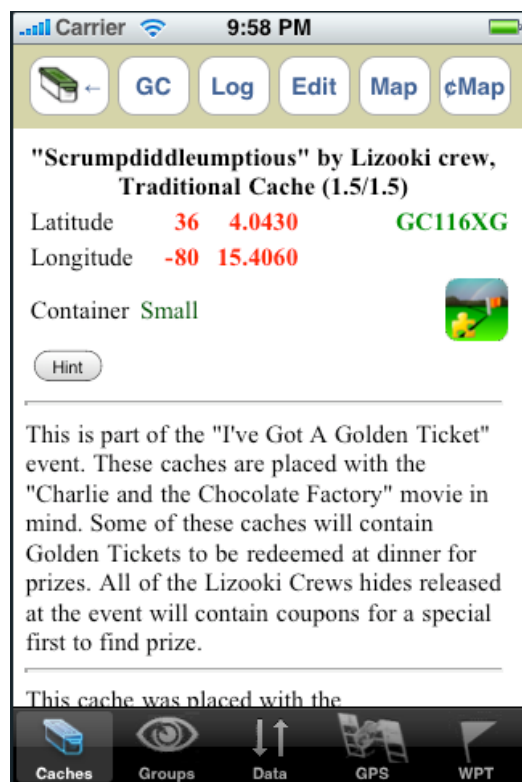 Carrier 9:58 PM
← GC Log Edit Map ¢Map
"Scrumpdiddleumptious" by Lizooki crew,
Traditional Cache (1.5/1.5)
Latitude 36 4.0430 GC116XG
Longitude -80 15.4060
Container Small
Hint
This is part of the "I've Got A Golden Ticket"
event. These caches are placed with the
"Charlie and the Chocolate Factory" movie in
mind. Some of these caches will contain
Golden Tickets to be redeemed at dinner for
prizes. All of the Lizooki Crews hides released
at the event will contain coupons for a special
first to find prize.
This cache was placed with the
Caches Groups Data GPS WPT